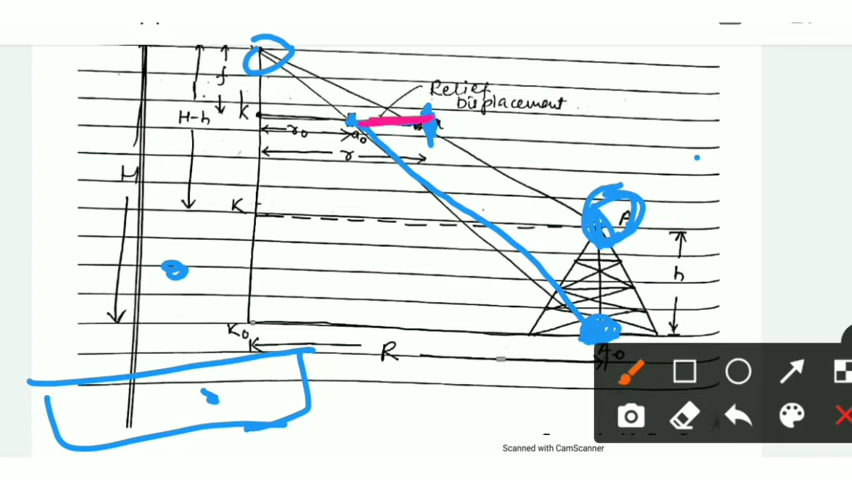 f
k
Relief
Displacement
H-h
r₀
a₀
a
r
H
K
A
h
K₀
R
A₀
Scanned with CamScanner